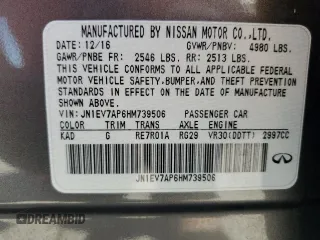 MANUFACTURED BY NISSAN MOTOR CO.,LTD.
DATE: 12/16 GVWR/PNBV: 4980 LBS.
GAWR/PNBE FR: 2546 LBS. RR: 2513 LBS.
THIS VEHICLE CONFORMS TO ALL APPLICABLE
FEDERAL MOTOR VEHICLE SAFETY, BUMPER,
AND THEFT PREVENTION STANDARDS IN EFFECT
ON THE DATE OF MANUFACTURE SHOWN ABOVE.
VIN: JN1EV7AP6HM739506 PASSENGER CAR
COLOR TRIM TRANS AXLE ENGINE
KAD G RE7R01A RG29 VR30(DDTT) 2997CC
JN1EV7AP6HM739506
INFINITI
DREAMBID